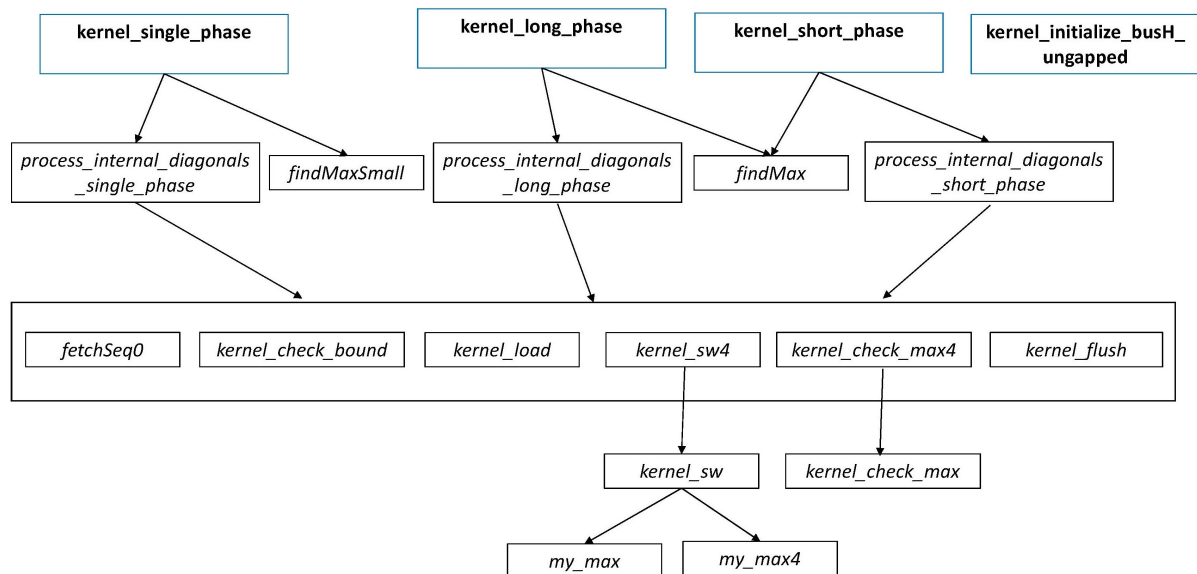 kernel_single_phase
kernel_long_phase
kernel_short_phase
kernel_initialize_busH_
ungapped
process_internal_diagonals
_single_phase
findMaxSmall
process_internal_diagonals
_long_phase
findMax
process_internal_diagonals
_short_phase
fetchSeq0
kernel_check_bound
kernel_load
kernel_sw4
kernel_check_max4
kernel_flush
kernel_sw
kernel_check_max
my_max
my_max4